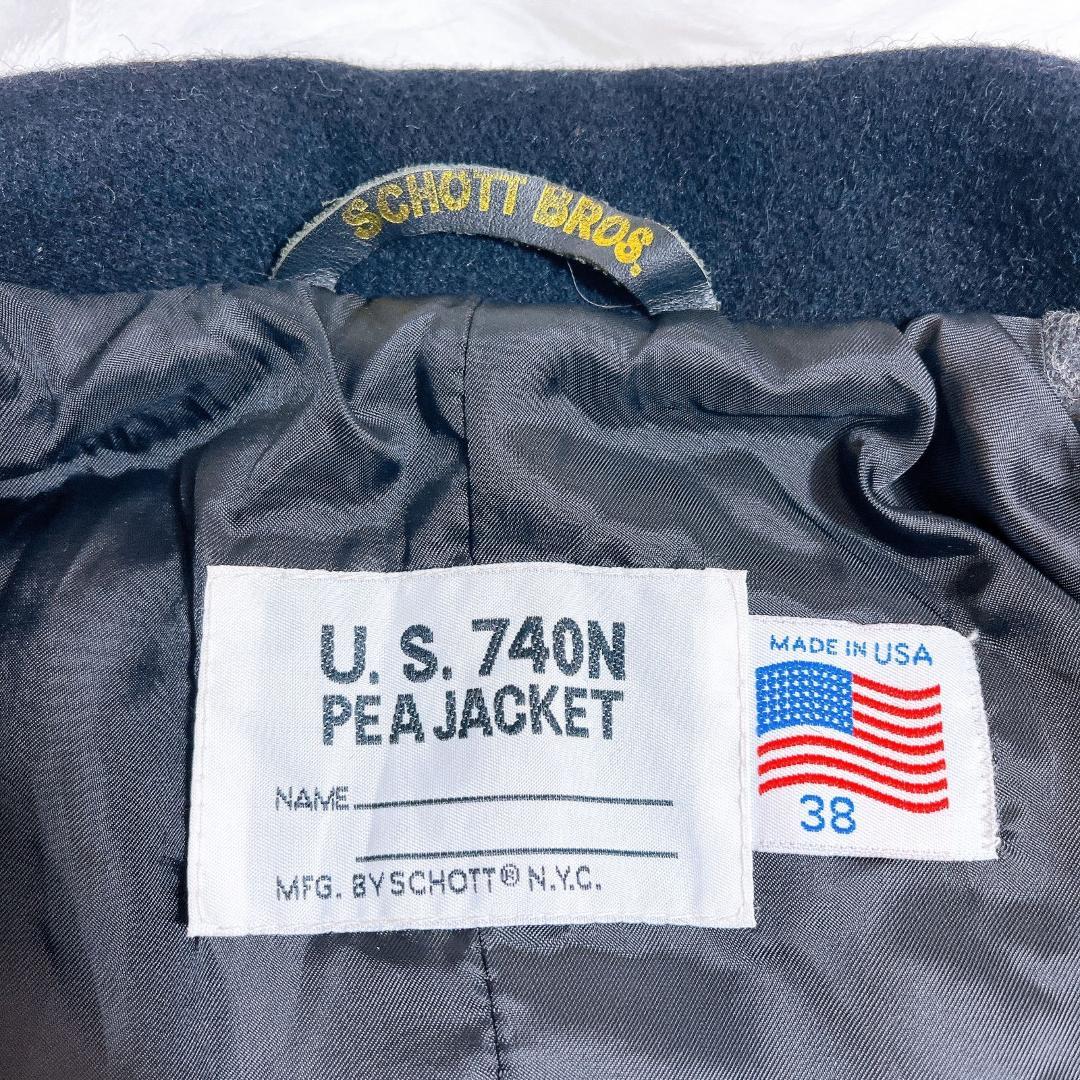 SCHOTT BROS.
U. S. 740N
PEA JACKET
NAME
MFG. BY SCHOTT® N.Y.C.
MADE IN USA
38